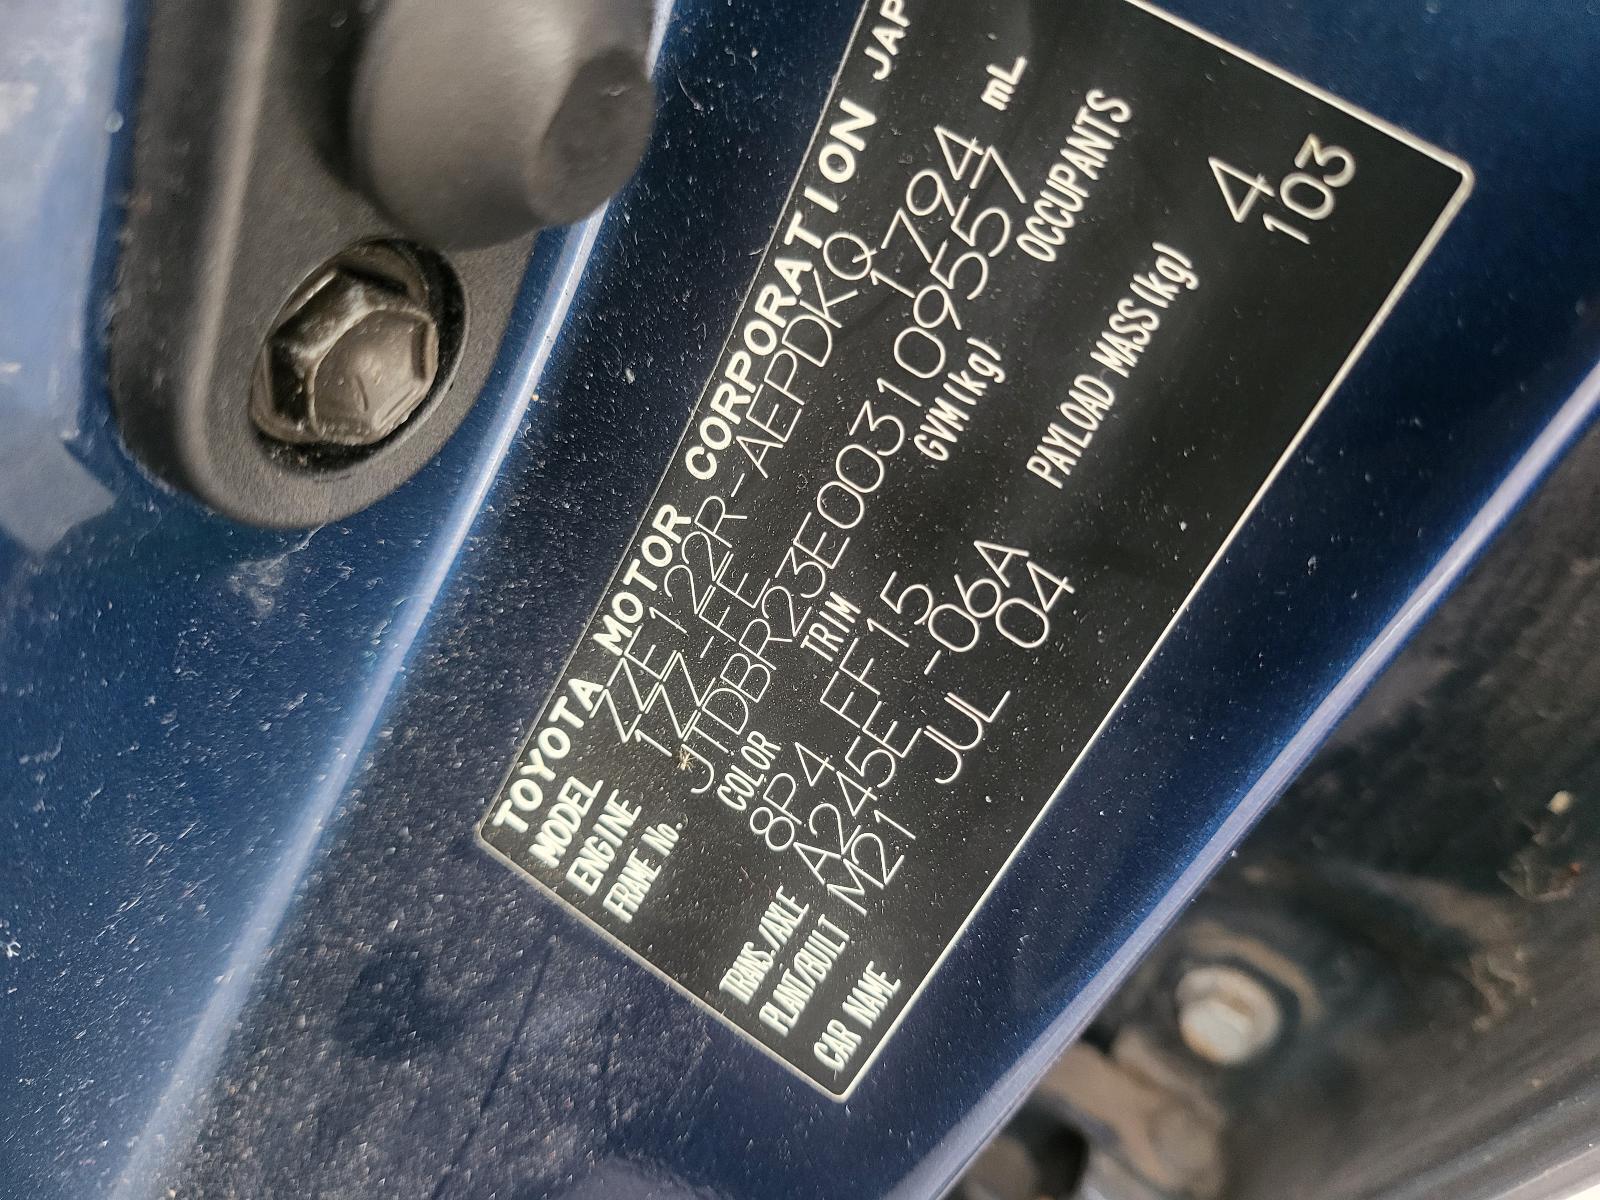 TOYOTA MOTOR CORPORATION JAP
MODEL ZZE122R-AEPDKQ
ENGINE 1ZZ-FE 1794 mL
FRAME No. JTDBR23E003109557
COLOR TRIM GVM(kg) OCCUPANTS
8P4 FF15
TRANS./AXLE A245E -06A PAYLOAD MASS(kg) 4
PLANT/BUILT M21 JUL 04 103
CAR NAME